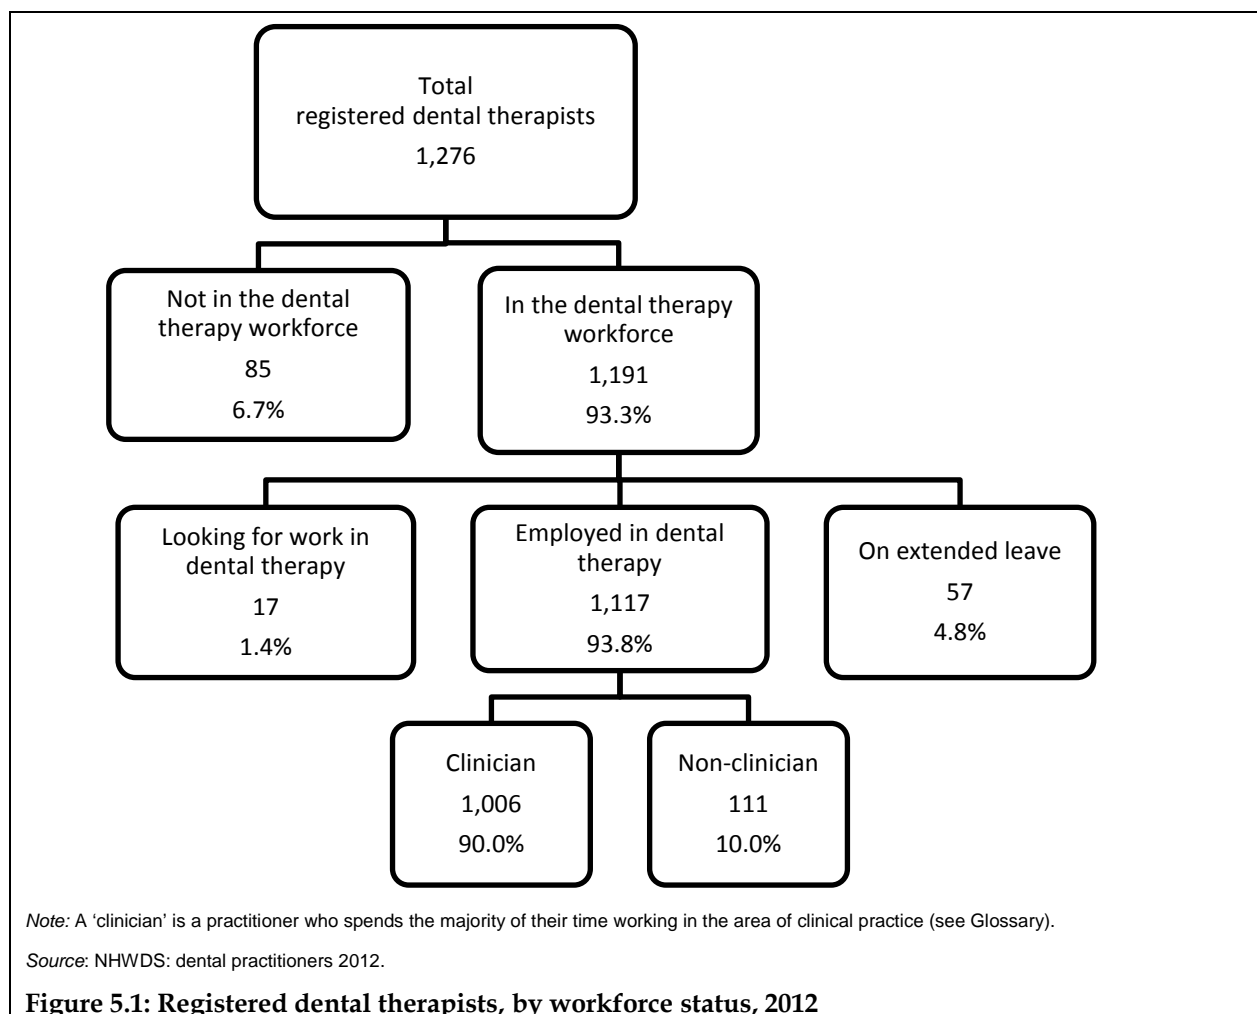 Total
registered dental therapists
1,276
Not in the dental
therapy workforce
85
6.7%
In the dental therapy
workforce
1,191
93.3%
Looking for work in
dental therapy
17
1.4%
Employed in dental
therapy
1,117
93.8%
On extended leave
57
4.8%
Clinician
1,006
90.0%
Non-clinician
111
10.0%
Note: A ‘clinician’ is a practitioner who spends the majority of their time working in the area of clinical practice (see Glossary).
Source: NHWDS: dental practitioners 2012.
Figure 5.1: Registered dental therapists, by workforce status, 2012